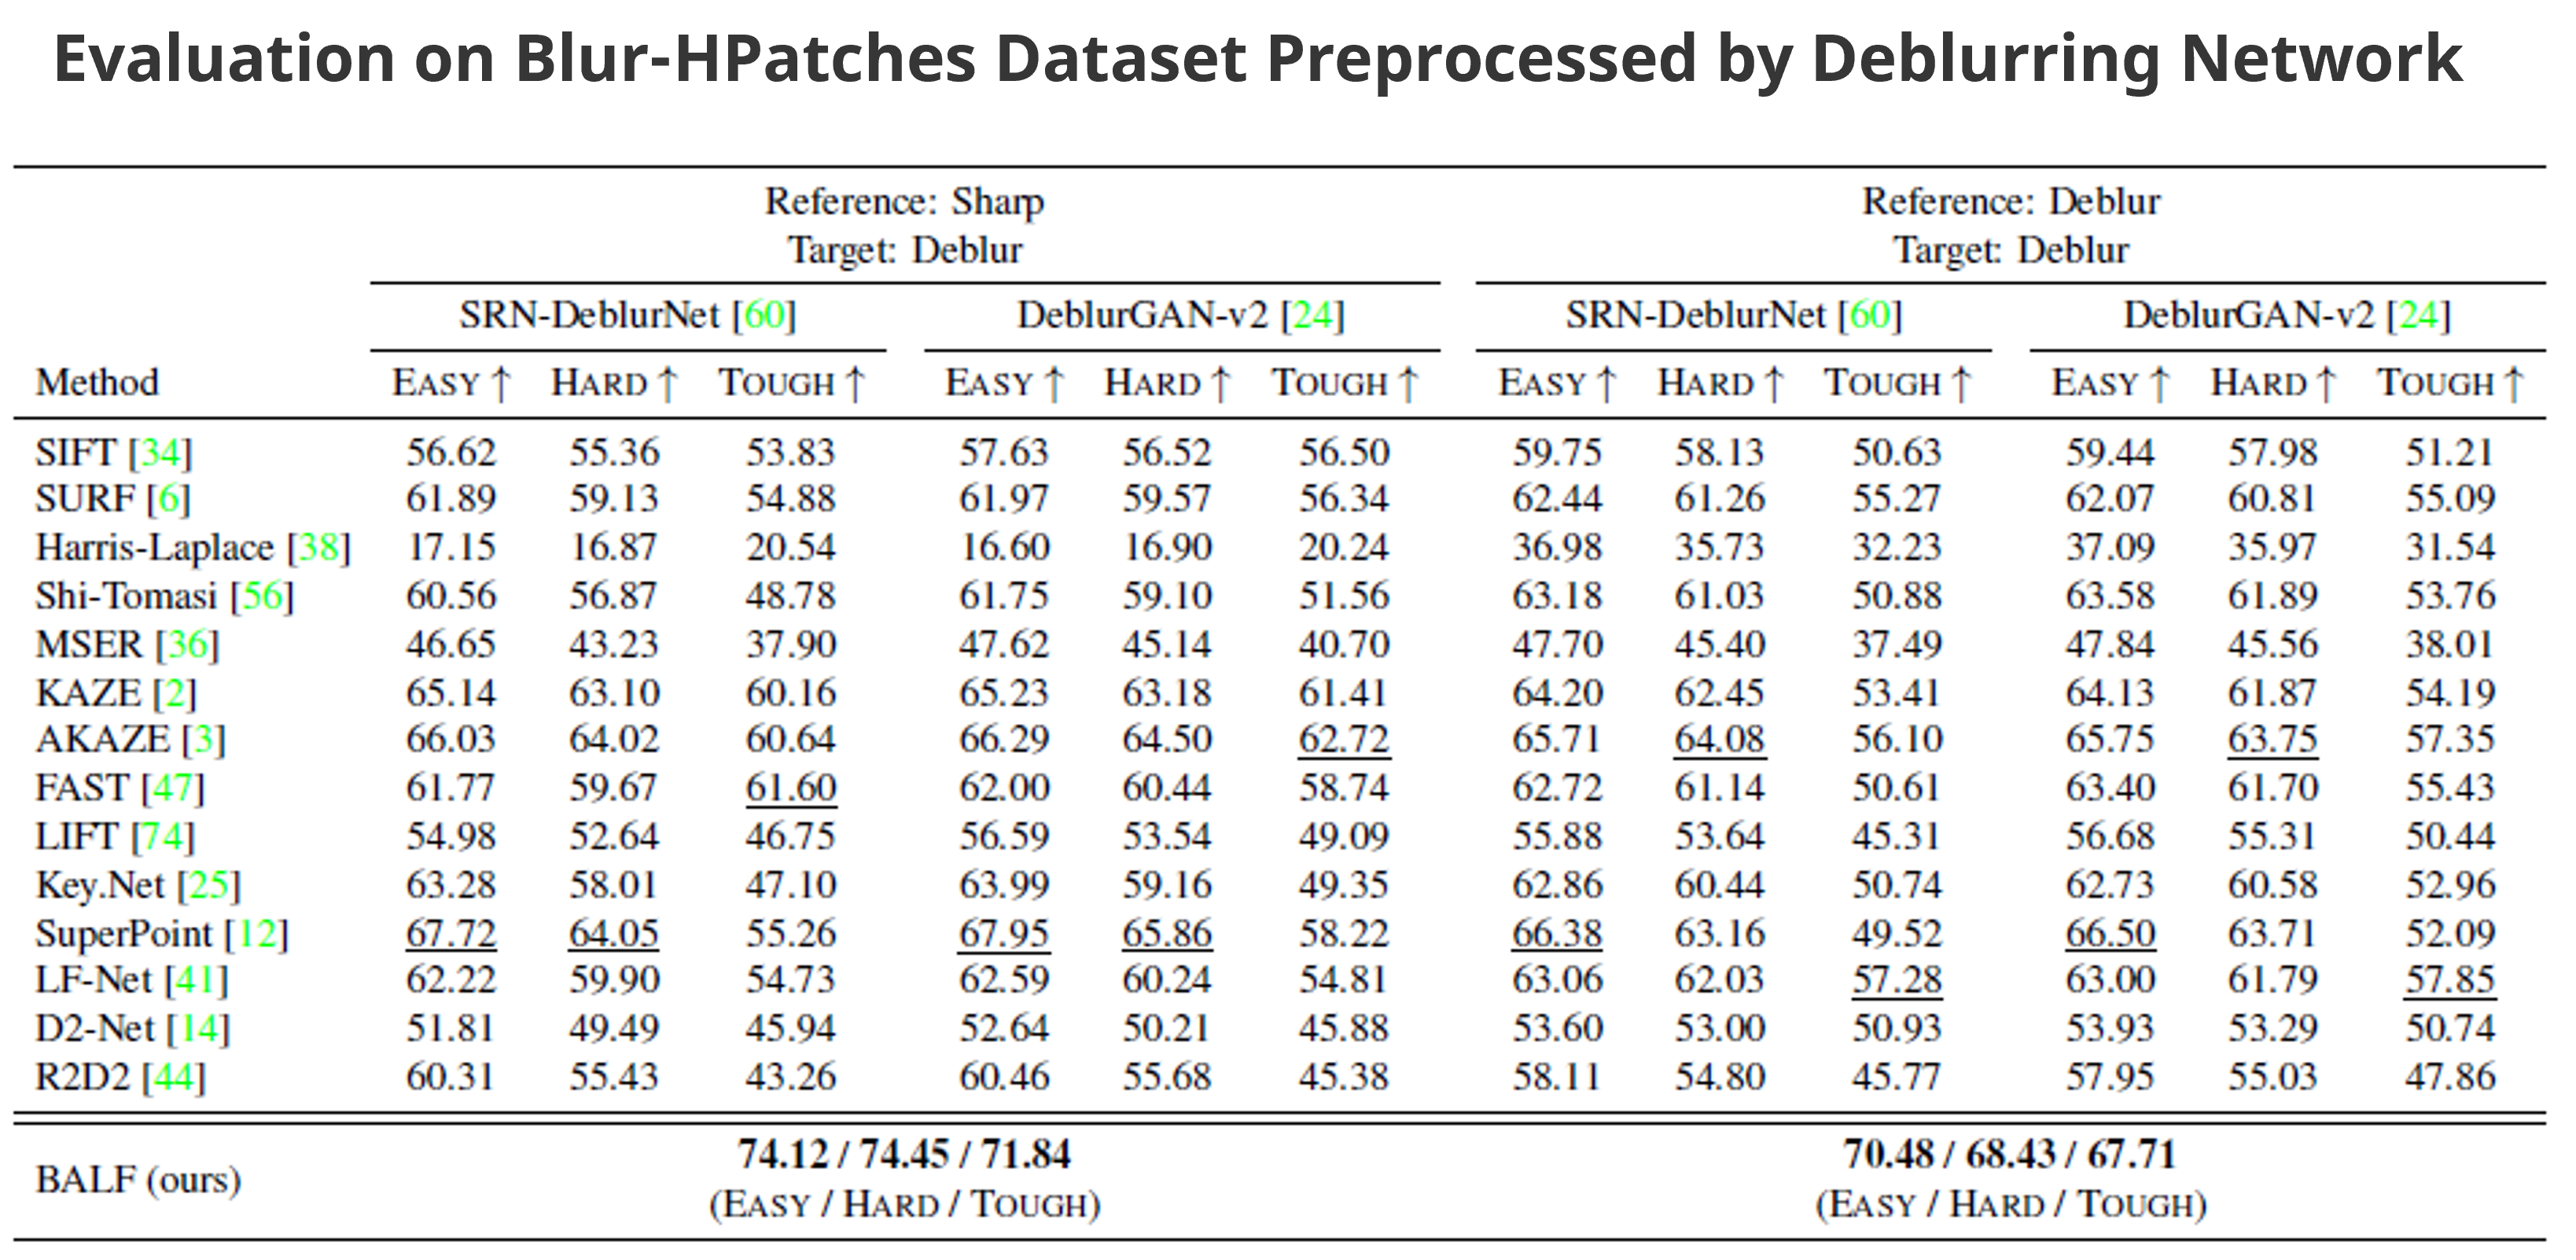 Evaluation on Blur-HPatches Dataset Preprocessed by Deblurring Network
Reference: Sharp Reference: Deblur
Target: Deblur Target: Deblur
SRN-DeblurNet [60] DeblurGAN-v2 [24] SRN-DeblurNet [60] DeblurGAN-v2 [24]
Method EASY ↑ HARD ↑ TOUGH ↑ EASY ↑ HARD ↑ TOUGH ↑ EASY ↑ HARD ↑ TOUGH ↑ EASY ↑ HARD ↑ TOUGH ↑
SIFT [34] 56.62 55.36 53.83 57.63 56.52 56.50 59.75 58.13 50.63 59.44 57.98 51.21
SURF [6] 61.89 59.13 54.88 61.97 59.57 56.34 62.44 61.26 55.27 62.07 60.81 55.09
Harris-Laplace [38] 17.15 16.87 20.54 16.60 16.90 20.24 36.98 35.73 32.23 37.09 35.97 31.54
Shi-Tomasi [56] 60.56 56.87 48.78 61.75 59.10 51.56 63.18 61.03 50.88 63.58 61.89 53.76
MSER [36] 46.65 43.23 37.90 47.62 45.14 40.70 47.70 45.40 37.49 47.84 45.56 38.01
KAZE [2] 65.14 63.10 60.16 65.23 63.18 61.41 64.20 62.45 53.41 64.13 61.87 54.19
AKAZE [3] 66.03 64.02 60.64 66.29 64.50 62.72 65.71 64.08 56.10 65.75 63.75 57.35
FAST [47] 61.77 59.67 61.60 62.00 60.44 58.74 62.72 61.14 50.61 63.40 61.70 55.43
LIFT [74] 54.98 52.64 46.75 56.59 53.54 49.09 55.88 53.64 45.31 56.68 55.31 50.44
Key.Net [25] 63.28 58.01 47.10 63.99 59.16 49.35 62.86 60.44 50.74 62.73 60.58 52.96
SuperPoint [12] 67.72 64.05 55.26 67.95 65.86 58.22 66.38 63.16 49.52 66.50 63.71 52.09
LF-Net [41] 62.22 59.90 54.73 62.59 60.24 54.81 63.06 62.03 57.28 63.00 61.79 57.85
D2-Net [14] 51.81 49.49 45.94 52.64 50.21 45.88 53.60 53.00 50.93 53.93 53.29 50.74
R2D2 [44] 60.31 55.43 43.26 60.46 55.68 45.38 58.11 54.80 45.77 57.95 55.03 47.86
BALF (ours) 74.12 / 74.45 / 71.84 70.48 / 68.43 / 67.71
(EASY / HARD / TOUGH) (EASY / HARD / TOUGH)